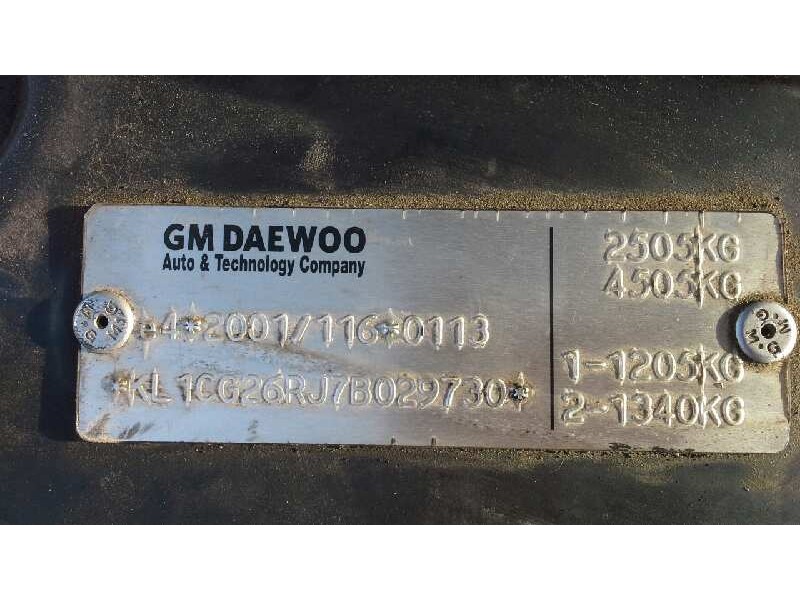 GM DAEWOO
Auto & Technology Company
e4*2001/116*0113
*KL1CG26RJ7B029730*
2505KG
4505KG
1-1205KG
2-1340KG